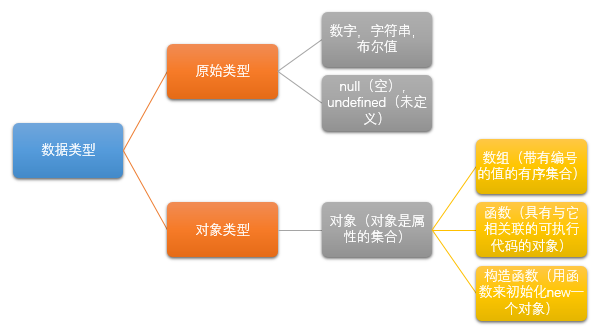 数据类型
原始类型
数字，字符串，
布尔值
null（空），
undefined（未定
义）
对象类型
对象（对象是属
性的集合）
数组（带有编号
的值的有序集合）
函数（具有与它
相关联的可执行
代码的对象）
构造函数（用函
数来初始化new一
个对象）